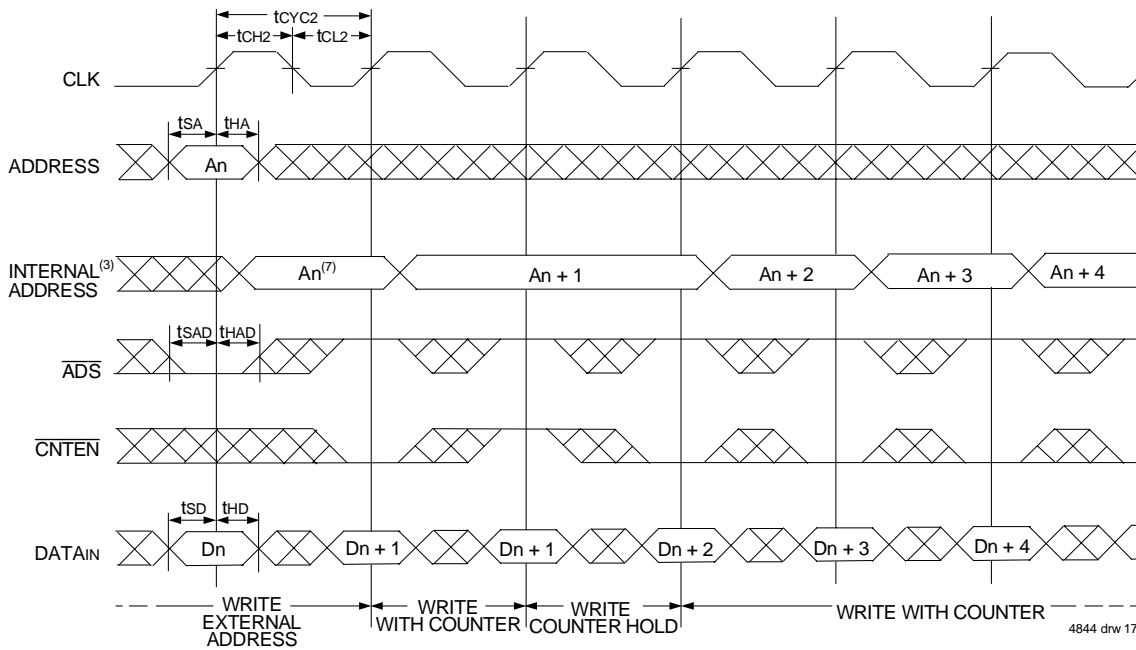 tCYC2
tCH2 tCL2
CLK
tSA tHA
ADDRESS An
INTERNAL(3) ADDRESS An(7) An + 1 An + 2 An + 3 An + 4
tSAD tHAD
ADS
CNTEN
tSD tHD
DATAIN Dn Dn + 1 Dn + 1 Dn + 2 Dn + 3 Dn + 4
WRITE EXTERNAL ADDRESS
WRITE WITH COUNTER
WRITE COUNTER HOLD
WRITE WITH COUNTER
4844 drw 17